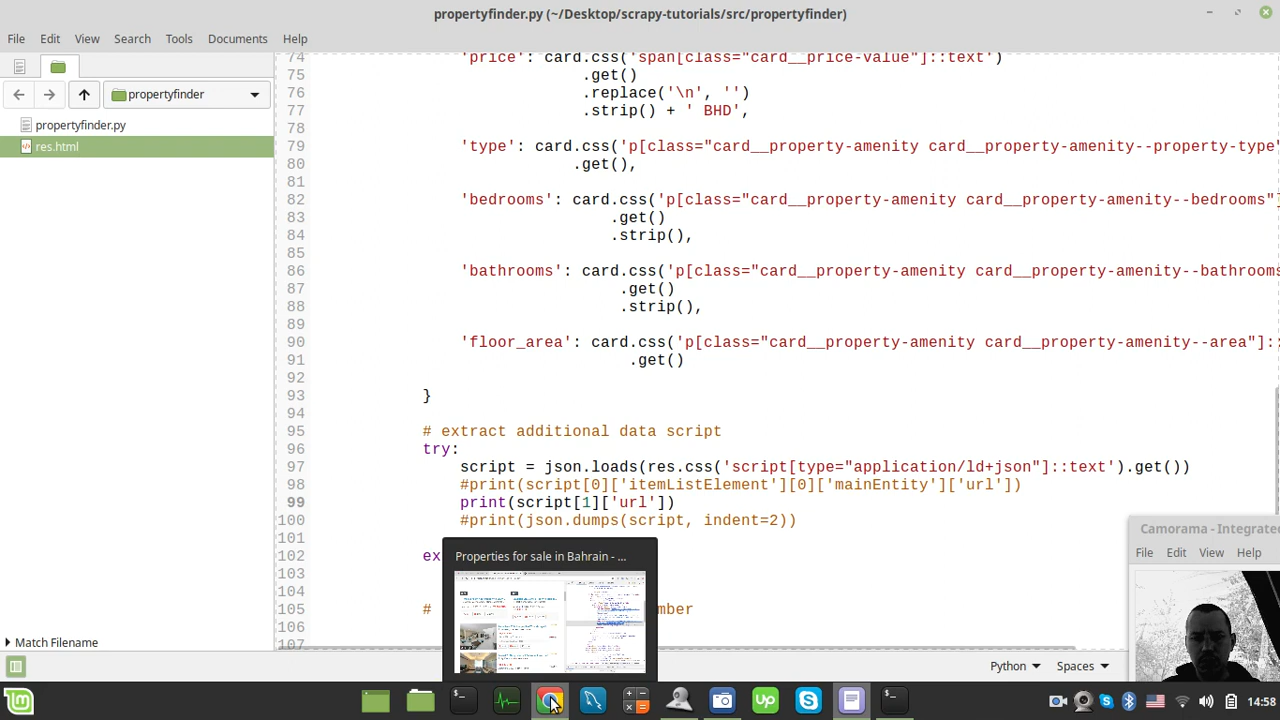 propertyfinder.py (~/Desktop/scrapy-tutorials/src/propertyfinder)
File Edit View Search Tools Documents Help
propertyfinder
propertyfinder.py
res.html
Match Filename
74 'price': card.css('span[class="card__price-value"]::text')
75 .get()
76 .replace('\n', '')
77 .strip() + ' BHD',
78
79 'type': card.css('p[class="card__property-amenity card__property-amenity--property-type"
80 .get(),
81
82 'bedrooms': card.css('p[class="card__property-amenity card__property-amenity--bedrooms"]
83 .get()
84 .strip(),
85
86 'bathrooms': card.css('p[class="card__property-amenity card__property-amenity--bathrooms
87 .get()
88 .strip(),
89
90 'floor_area': card.css('p[class="card__property-amenity card__property-amenity--area"]::
91 .get()
92
93 }
94
95 # extract additional data script
96 try:
97 script = json.loads(res.css('script[type="application/ld+json"]::text').get())
98 #print(script[0]['itemListElement'][0]['mainEntity']['url'])
99 print(script[1]['url'])
100 #print(json.dumps(script, indent=2))
101
102 ex
103
104
105 # mber
106
107
Properties for sale in Bahrain - ...
Camorama - Integrated
File Edit View Help
Python Spaces
Up
14:58